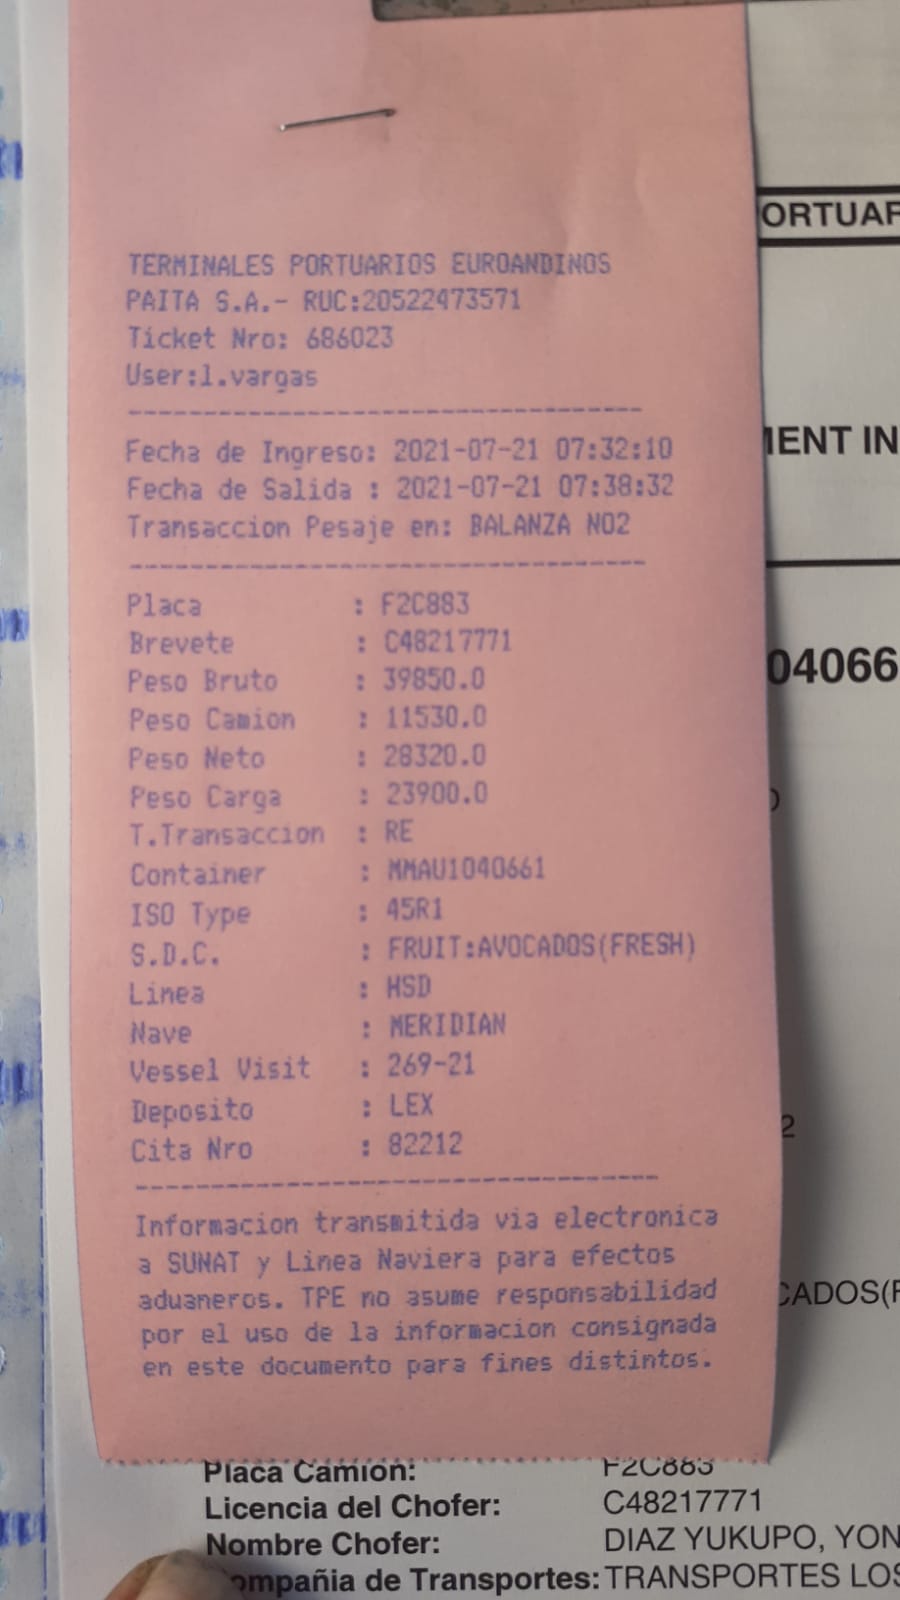 TERMINALES PORTUARIOS EUROANDINOS
PAITA S.A.- RUC:20522473571
Ticket Nro: 686023
User:l.vargas
----------------------------------
Fecha de Ingreso: 2021-07-21 07:32:10
Fecha de Salida : 2021-07-21 07:38:32
Transaccion Pesaje en: BALANZA NO2
----------------------------------
Placa : F2C883
Brevete : C48217771
Peso Bruto : 39850.0
Peso Camion : 11530.0
Peso Neto : 28320.0
Peso Carga : 23900.0
T.Transaccion : RE
Container : MMAU1040661
ISO Type : 45R1
S.D.C. : FRUIT:AVOCADOS(FRESH)
Linea : HSD
Nave : MERIDIAN
Vessel Visit : 269-21
Deposito : LEX
Cita Nro : 82212
----------------------------------
Informacion transmitida via electronica
a SUNAT y Linea Naviera para efectos
aduaneros. TPE no asume responsabilidad
por el uso de la informacion consignada
en este documento para fines distintos.
ORTUAR
MENT IN
04066
2
CADOS(F
Placa Camion: F2C883
Licencia del Chofer: C48217771
Nombre Chofer: DIAZ YUKUPO, YON
ompañia de Transportes: TRANSPORTES LOS